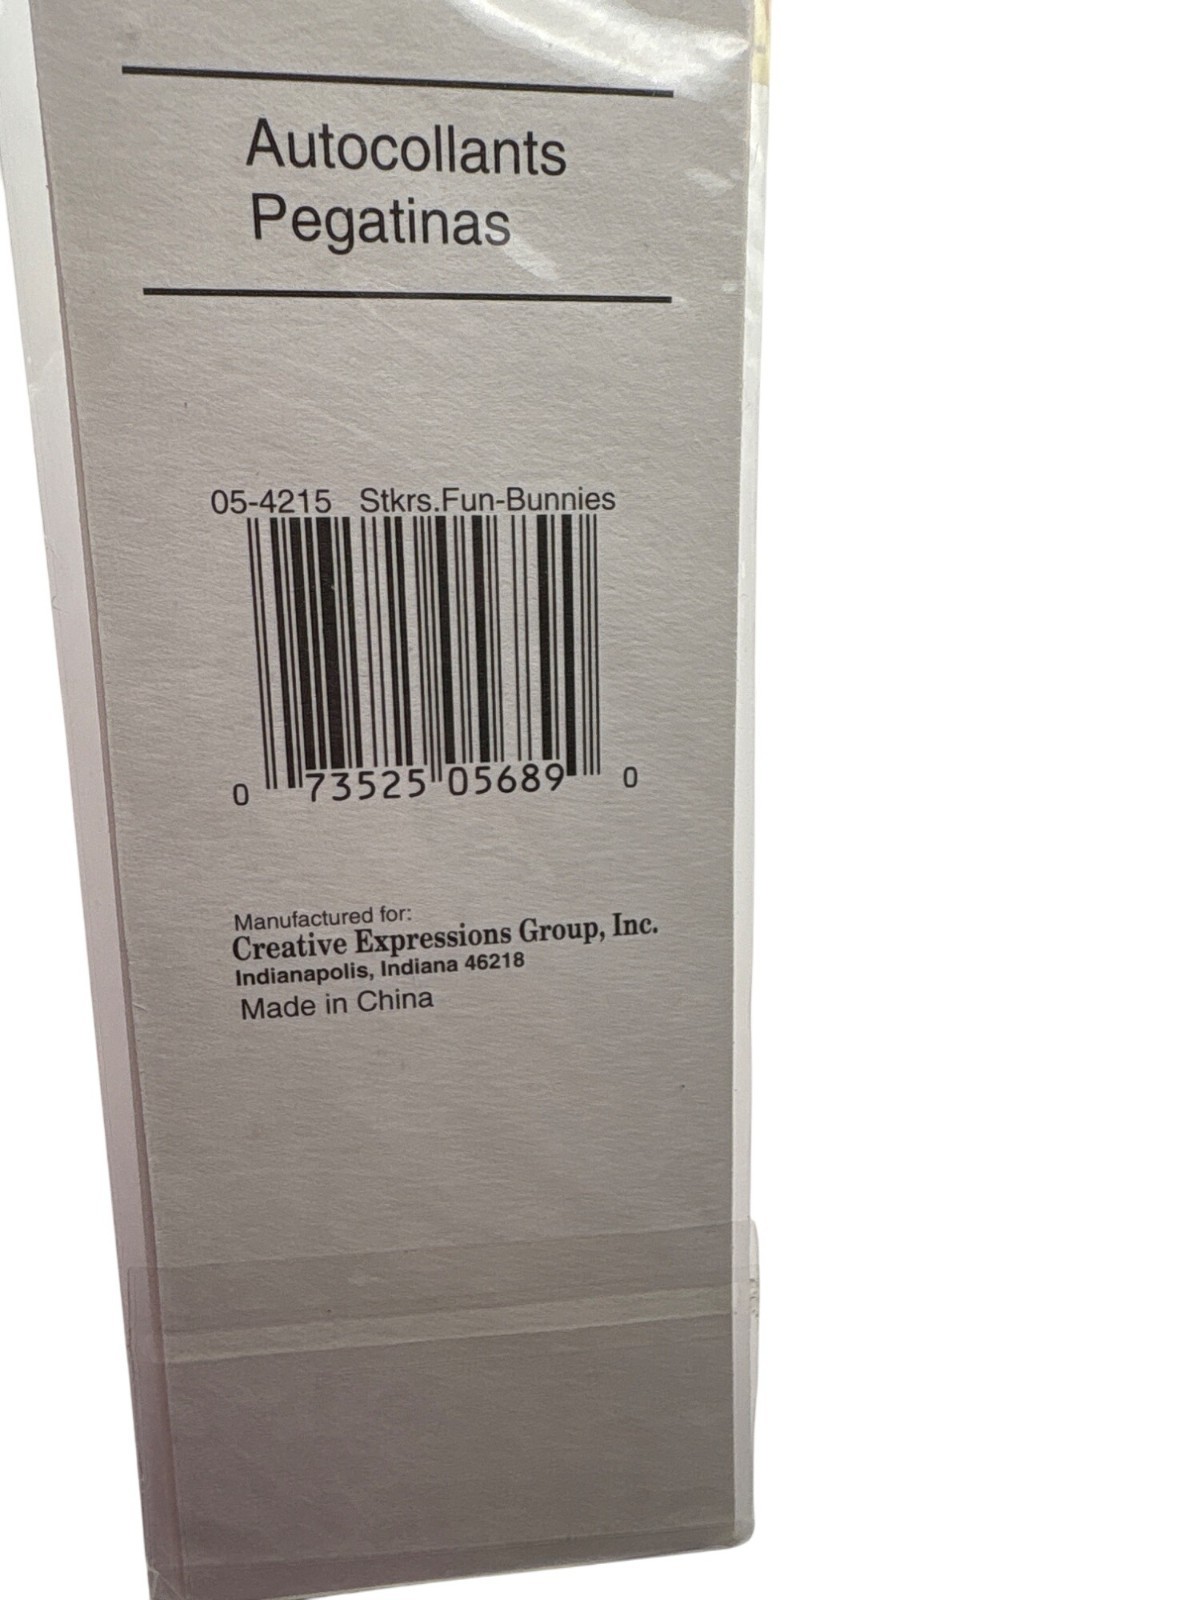 Autocollants
Pegatinas
05-4215 Stkrs.Fun-Bunnies
0 73525 05689 0
Manufactured for:
Creative Expressions Group, Inc.
Indianapolis, Indiana 46218
Made in China